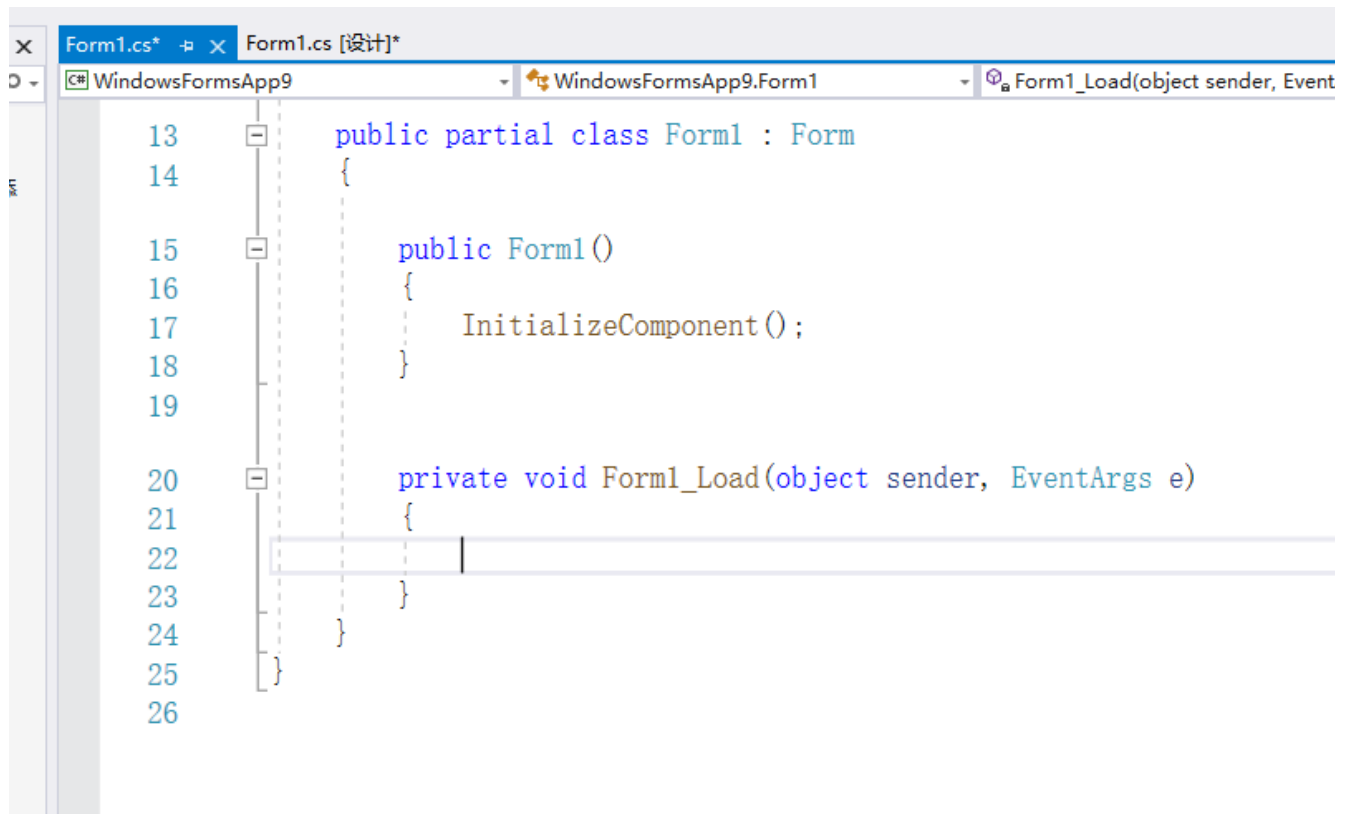 Form1.cs* Form1.cs [设计]*
C# WindowsFormsApp9 WindowsFormsApp9.Form1 Form1_Load(object sender, Event
13 public partial class Form1 : Form
14 {
15 public Form1()
16 {
17 InitializeComponent();
18 }
19
20 private void Form1_Load(object sender, EventArgs e)
21 {
22
23 }
24 }
25 }
26